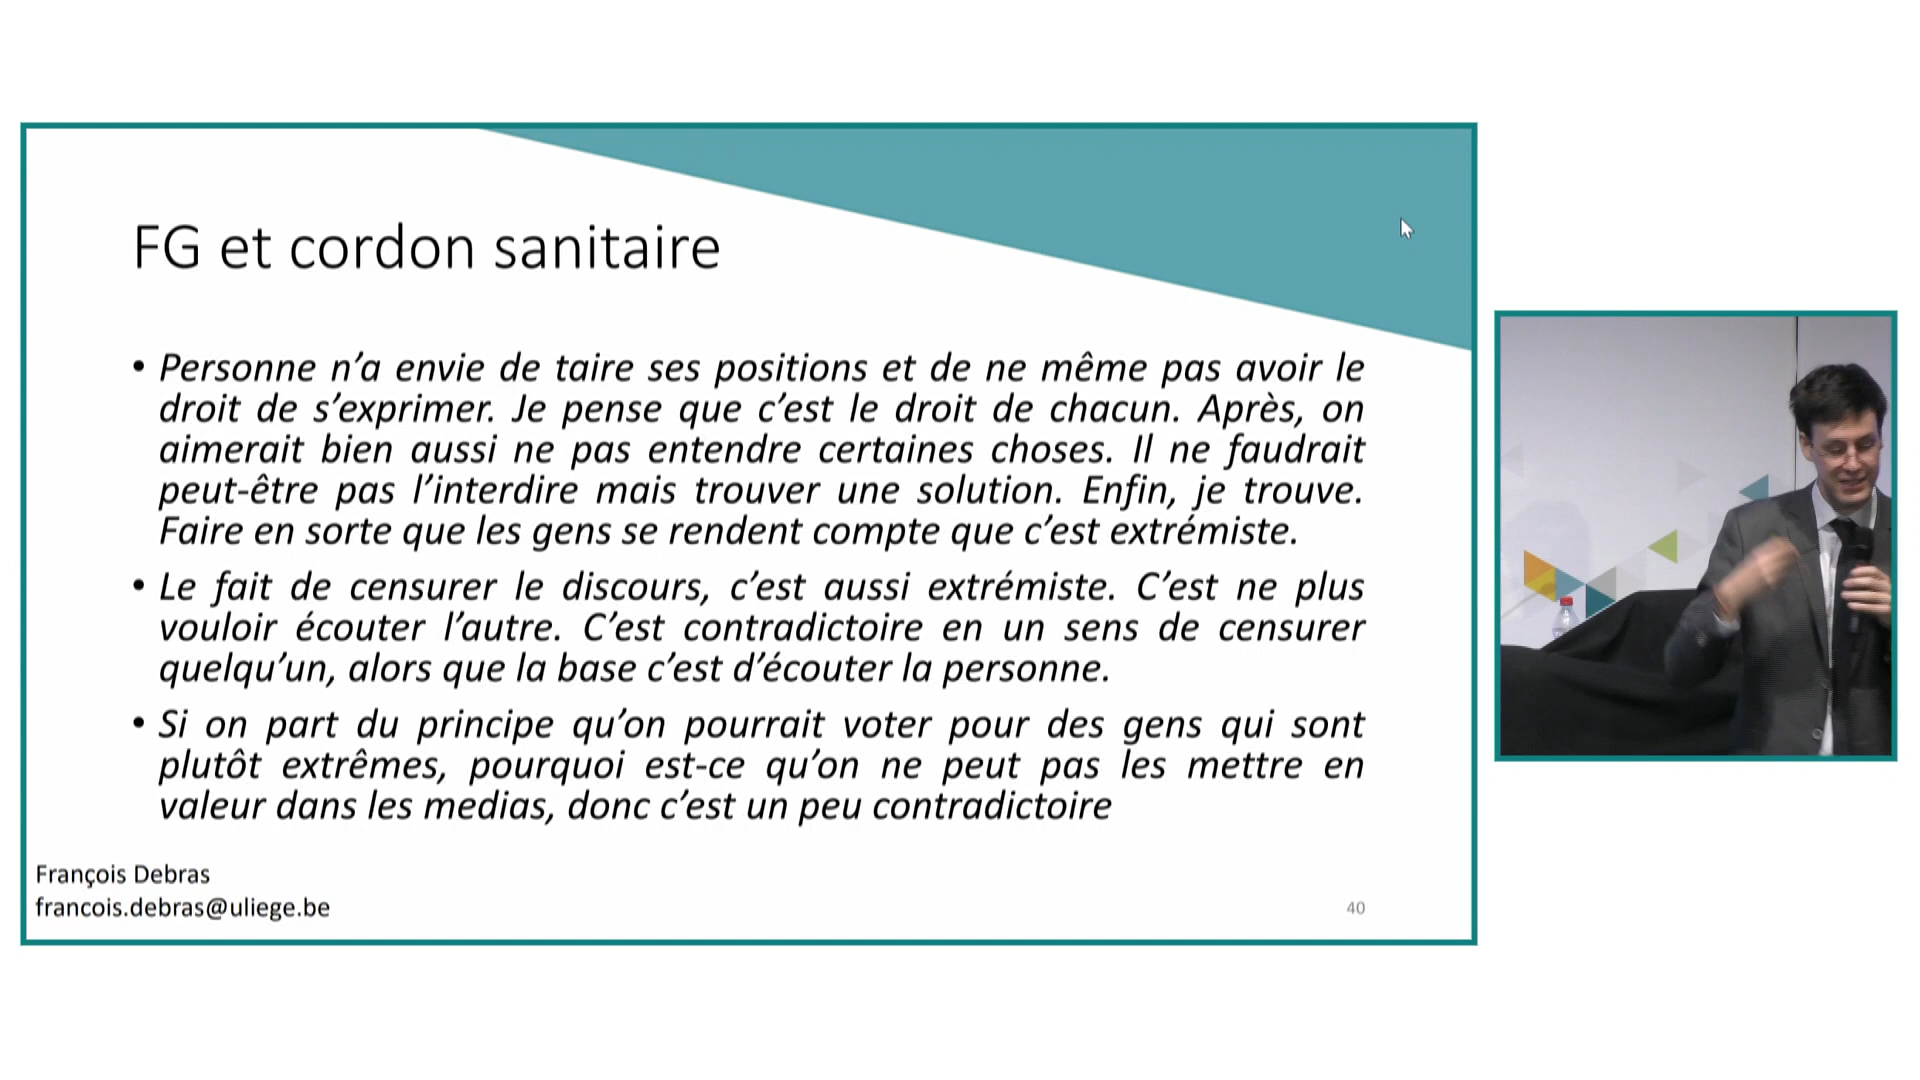 FG et cordon sanitaire
• Personne n’a envie de taire ses positions et de ne même pas avoir le
droit de s’exprimer. Je pense que c’est le droit de chacun. Après, on
aimerait bien aussi ne pas entendre certaines choses. Il ne faudrait
peut-être pas l’interdire mais trouver une solution. Enfin, je trouve.
Faire en sorte que les gens se rendent compte que c’est extrémiste.
• Le fait de censurer le discours, c’est aussi extrémiste. C’est ne plus
vouloir écouter l’autre. C’est contradictoire en un sens de censurer
quelqu’un, alors que la base c’est d’écouter la personne.
• Si on part du principe qu’on pourrait voter pour des gens qui sont
plutôt extrêmes, pourquoi est-ce qu’on ne peut pas les mettre en
valeur dans les medias, donc c’est un peu contradictoire
François Debras
francois.debras@uliege.be
40